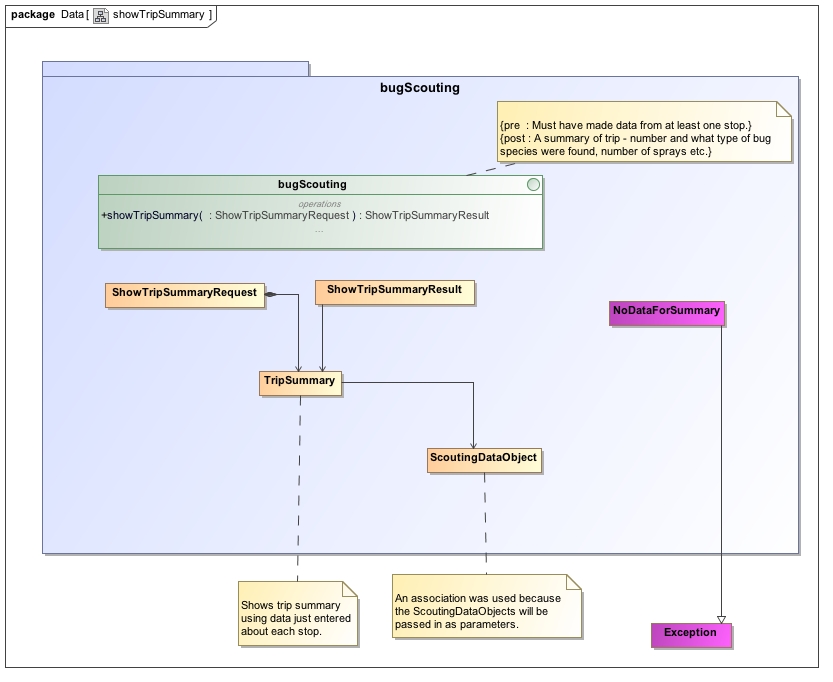 package Data [ showTripSummary ]
bugScouting
{pre : Must have made data from at least one stop.}
{post : A summary of trip - number and what type of bug
species were found, number of sprays etc.}
bugScouting
operations
+showTripSummary( : ShowTripSummaryRequest ) : ShowTripSummaryResult
...
ShowTripSummaryRequest
ShowTripSummaryResult
NoDataForSummary
TripSummary
ScoutingDataObject
Shows trip summary
using data just entered
about each stop.
An association was used because
the ScoutingDataObjects will be
passed in as parameters.
Exception